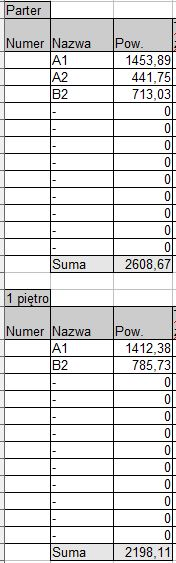 Parter
Numer Nazwa Pow.
A1 1453,89
A2 441,75
B2 713,03
- 0
- 0
- 0
- 0
- 0
- 0
- 0
- 0
Suma 2608,67
1 piętro
Numer Nazwa Pow.
A1 1412,38
B2 785,73
- 0
- 0
- 0
- 0
- 0
- 0
- 0
- 0
- 0
Suma 2198,11